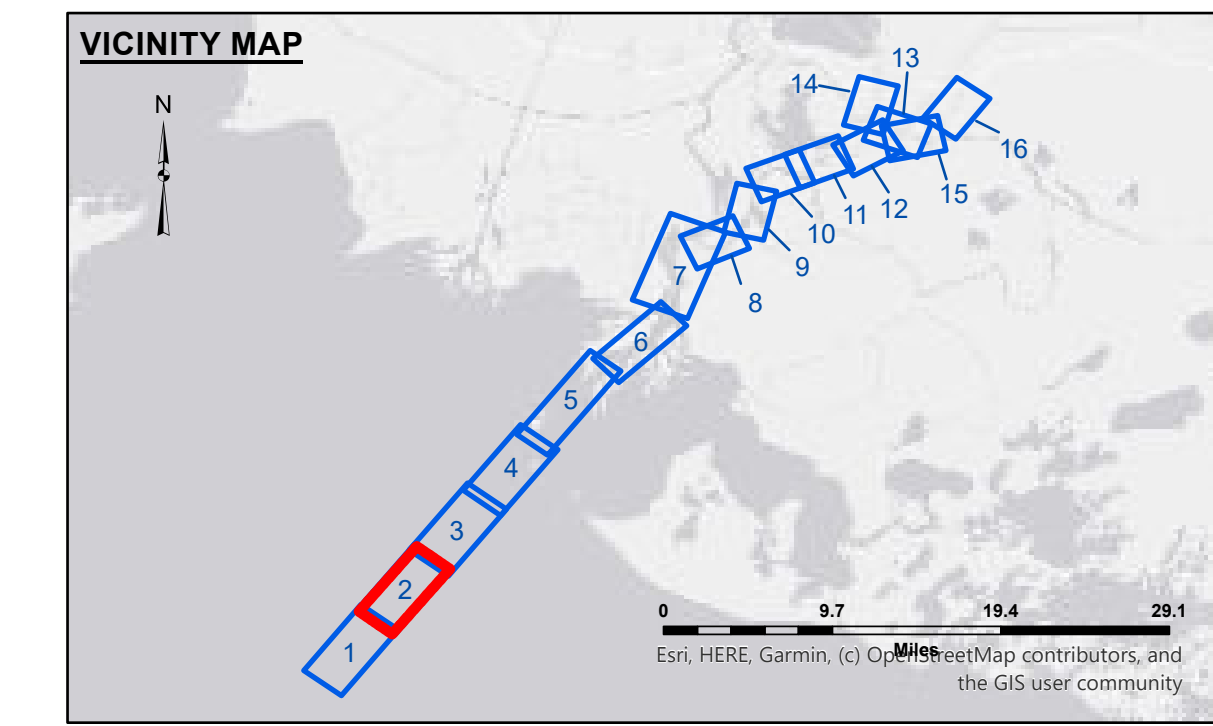 VICINITY MAP
N
13
14
16
15
12
11
10
9
8
7
6
5
4
3
2
1
0 9.7 19.4 29.1
Miles
Esri, HERE, Garmin, (c) OpenStreetMap contributors, and
the GIS user community